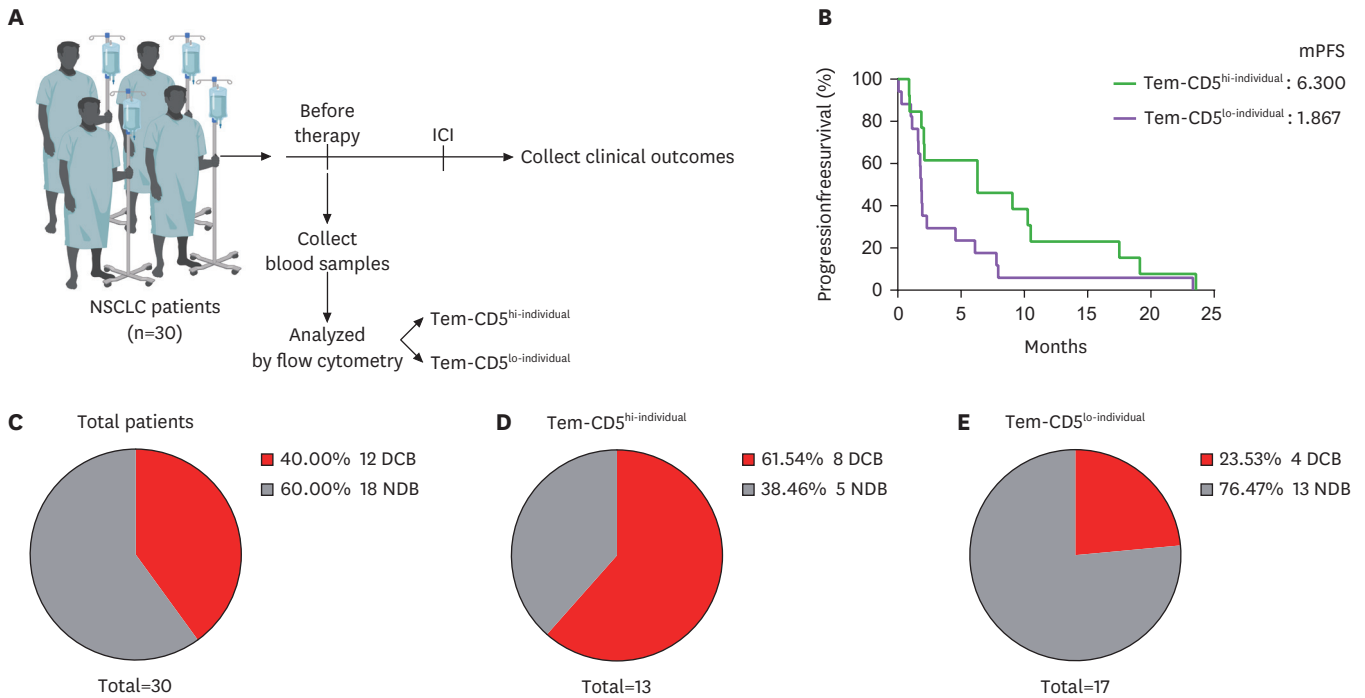 A
Before
therapy
ICI
Collect clinical outcomes
Collect
blood samples
NSCLC patients
(n=30)
Analyzed
by flow cytometry
Tem-CD5hi-individual
Tem-CD5lo-individual
B
mPFS
Tem-CD5hi-individual : 6.300
Tem-CD5lo-individual : 1.867
Progressionfreesurvival (%)
100
80
60
40
20
0
0 5 10 15 20 25
Months
C
Total patients
40.00% 12 DCB
60.00% 18 NDB
Total=30
D
Tem-CD5hi-individual
61.54% 8 DCB
38.46% 5 NDB
Total=13
E
Tem-CD5lo-individual
23.53% 4 DCB
76.47% 13 NDB
Total=17